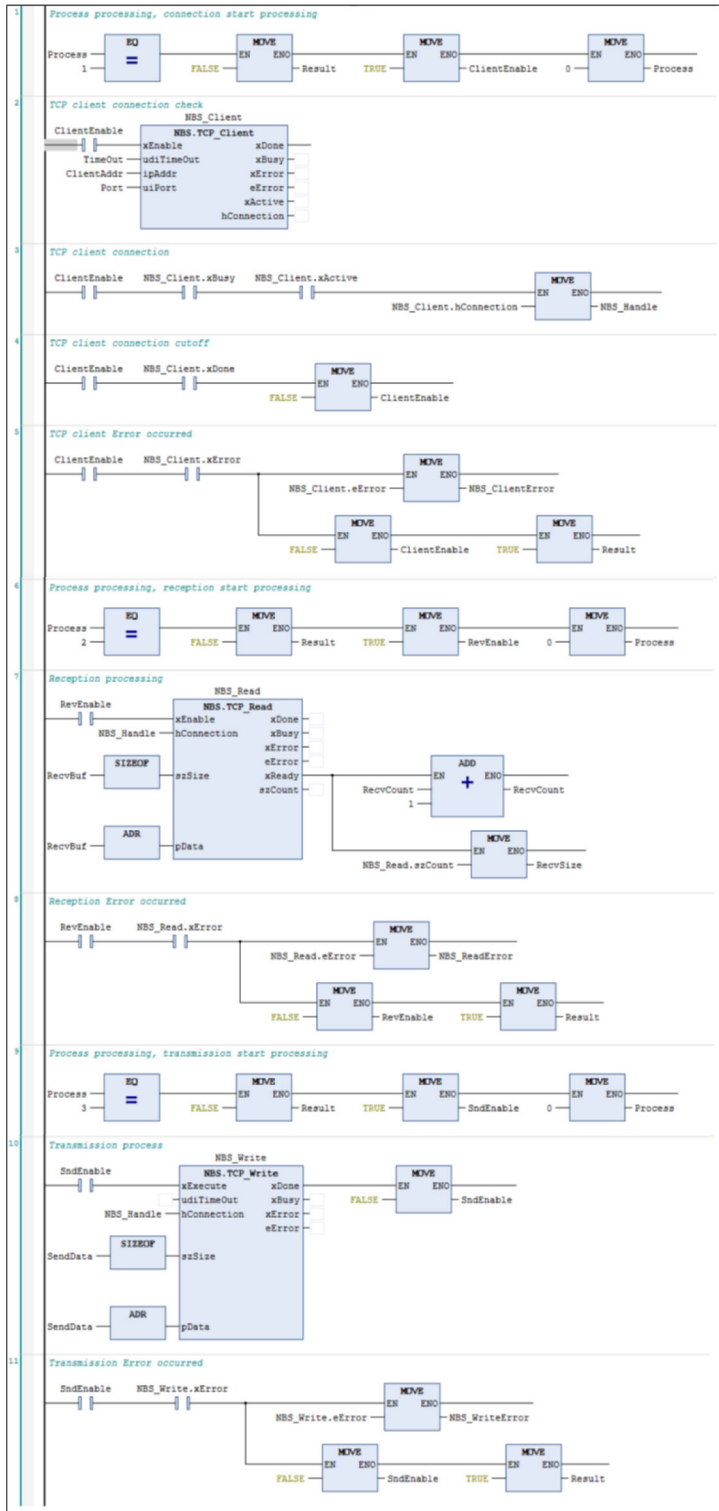 1 Process processing, connection start processing
EQ MOVE MOVE MOVE
Process = EN ENO EN ENO EN ENO
1 FALSE Result TRUE ClientEnable 0 Process
2 TCP client connection check
NBS_Client
ClientEnable NBS.TCP_Client
xEnable xDone
TimeOut udiTimeOut xBusy
ClientAddr ipAddr xError
Port uiPort eError
xActive
hConnection
3 TCP client connection
ClientEnable NBS_Client.xBusy NBS_Client.xActive MOVE
EN ENO
NBS_Client.hConnection NBS_Handle
4 TCP client connection cutoff
ClientEnable NBS_Client.xDone MOVE
EN ENO
FALSE ClientEnable
5 TCP client Error occurred
ClientEnable NBS_Client.xError MOVE
EN ENO
NBS_Client.eError NBS_ClientError
MOVE MOVE
EN ENO EN ENO
FALSE ClientEnable TRUE Result
6 Process processing, reception start processing
EQ MOVE MOVE MOVE
Process = EN ENO EN ENO EN ENO
2 FALSE Result TRUE RevEnable 0 Process
7 Reception processing
NBS_Read
RevEnable NBS.TCP_Read
xEnable xDone
NBS_Handle hConnection xBusy
xError
SIZEOF eError ADD
RecvBuf szSize xReady EN ENO
szCount RecvCount + RecvCount
1
ADR MOVE
RecvBuf pData EN ENO
NBS_Read.szCount RecvSize
8 Reception Error occurred
RevEnable NBS_Read.xError MOVE
EN ENO
NBS_Read.eError NBS_ReadError
MOVE MOVE
EN ENO EN ENO
FALSE RevEnable TRUE Result
9 Process processing, transmission start processing
EQ MOVE MOVE MOVE
Process = EN ENO EN ENO EN ENO
3 FALSE Result TRUE SndEnable 0 Process
10 Transmission process
NBS_Write
SndEnable NBS.TCP_Write MOVE
xExecute xDone EN ENO
udiTimeOut xBusy FALSE SndEnable
NBS_Handle hConnection xError
eError
SIZEOF
SendData szSize
ADR
SendData pData
11 Transmission Error occurred
SndEnable NBS_Write.xError MOVE
EN ENO
NBS_Write.eError NBS_WriteError
MOVE MOVE
EN ENO EN ENO
FALSE SndEnable TRUE Result